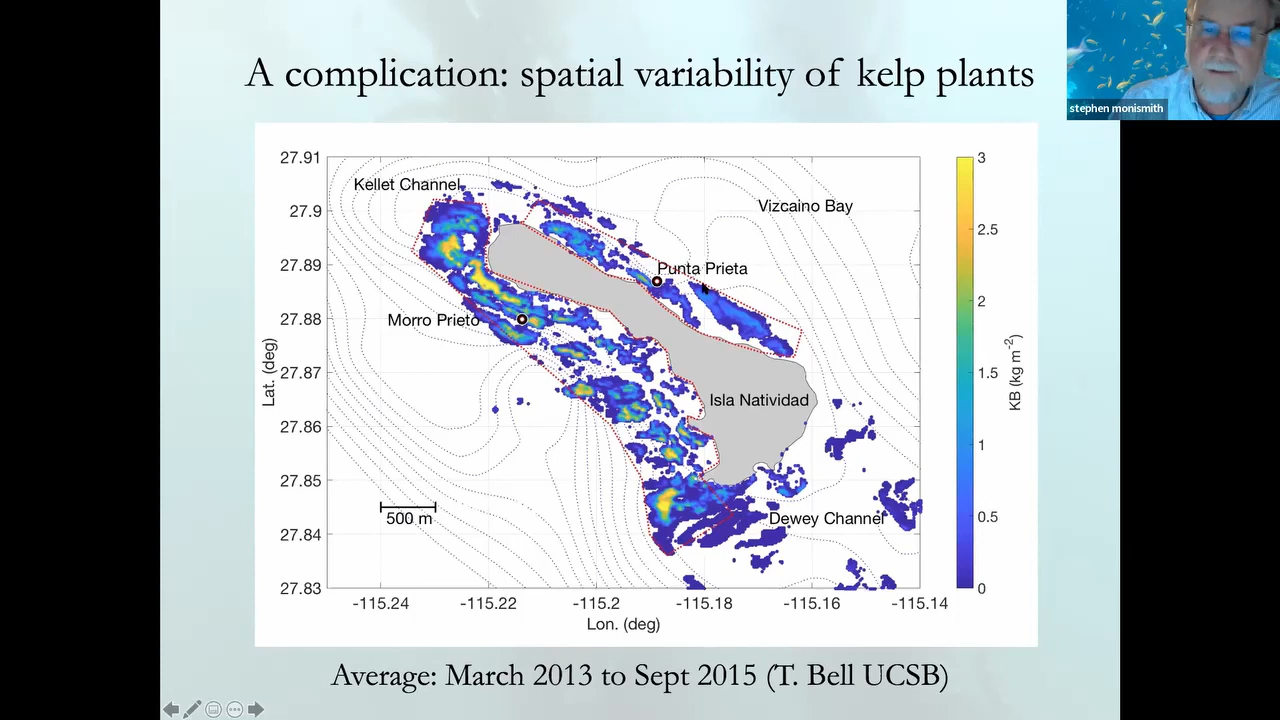 A complication: spatial variability of kelp plants
stephen monismith
27.91
27.9
27.89
27.88
27.87
27.86
27.85
27.84
27.83
Lat. (deg)
Kellet Channel
Vizcaino Bay
Punta Prieta
Morro Prieto
Isla Natividad
500 m
Dewey Channel
-115.24
-115.22
-115.2
-115.18
-115.16
-115.14
Lon. (deg)
3
2.5
2
1.5
1
0.5
0
KB (kg m-2)
Average: March 2013 to Sept 2015 (T. Bell UCSB)